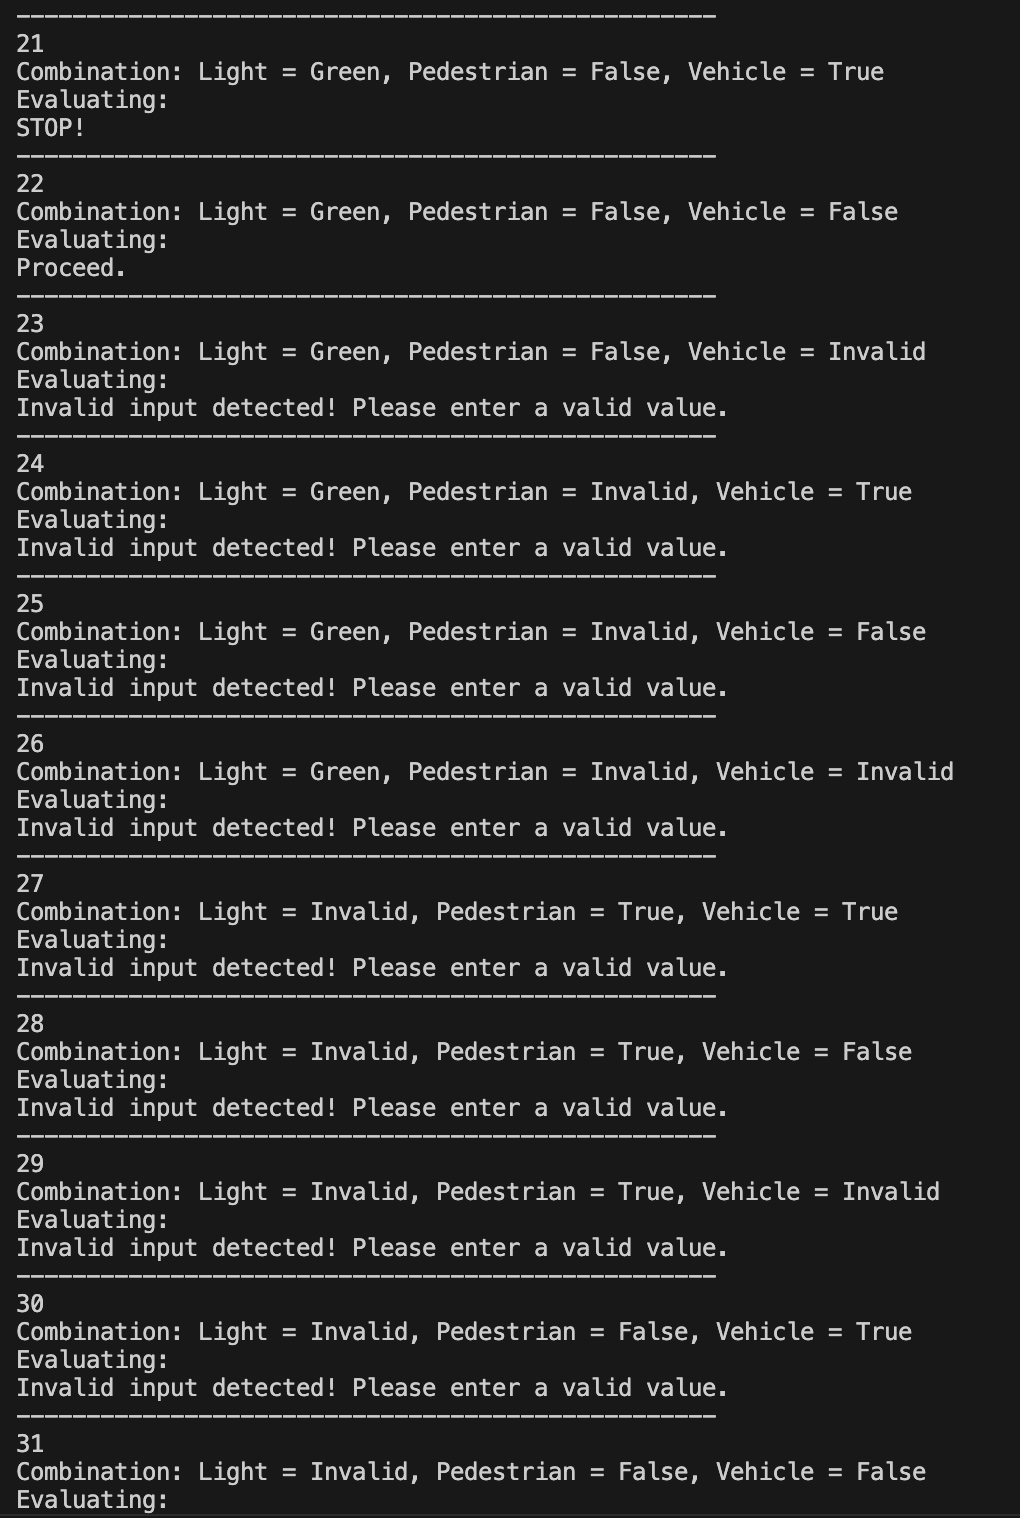 --------------------------------------------------
21
Combination: Light = Green, Pedestrian = False, Vehicle = True
Evaluating:
STOP!
--------------------------------------------------
22
Combination: Light = Green, Pedestrian = False, Vehicle = False
Evaluating:
Proceed.
--------------------------------------------------
23
Combination: Light = Green, Pedestrian = False, Vehicle = Invalid
Evaluating:
Invalid input detected! Please enter a valid value.
--------------------------------------------------
24
Combination: Light = Green, Pedestrian = Invalid, Vehicle = True
Evaluating:
Invalid input detected! Please enter a valid value.
--------------------------------------------------
25
Combination: Light = Green, Pedestrian = Invalid, Vehicle = False
Evaluating:
Invalid input detected! Please enter a valid value.
--------------------------------------------------
26
Combination: Light = Green, Pedestrian = Invalid, Vehicle = Invalid
Evaluating:
Invalid input detected! Please enter a valid value.
--------------------------------------------------
27
Combination: Light = Invalid, Pedestrian = True, Vehicle = True
Evaluating:
Invalid input detected! Please enter a valid value.
--------------------------------------------------
28
Combination: Light = Invalid, Pedestrian = True, Vehicle = False
Evaluating:
Invalid input detected! Please enter a valid value.
--------------------------------------------------
29
Combination: Light = Invalid, Pedestrian = True, Vehicle = Invalid
Evaluating:
Invalid input detected! Please enter a valid value.
--------------------------------------------------
30
Combination: Light = Invalid, Pedestrian = False, Vehicle = True
Evaluating:
Invalid input detected! Please enter a valid value.
--------------------------------------------------
31
Combination: Light = Invalid, Pedestrian = False, Vehicle = False
Evaluating: